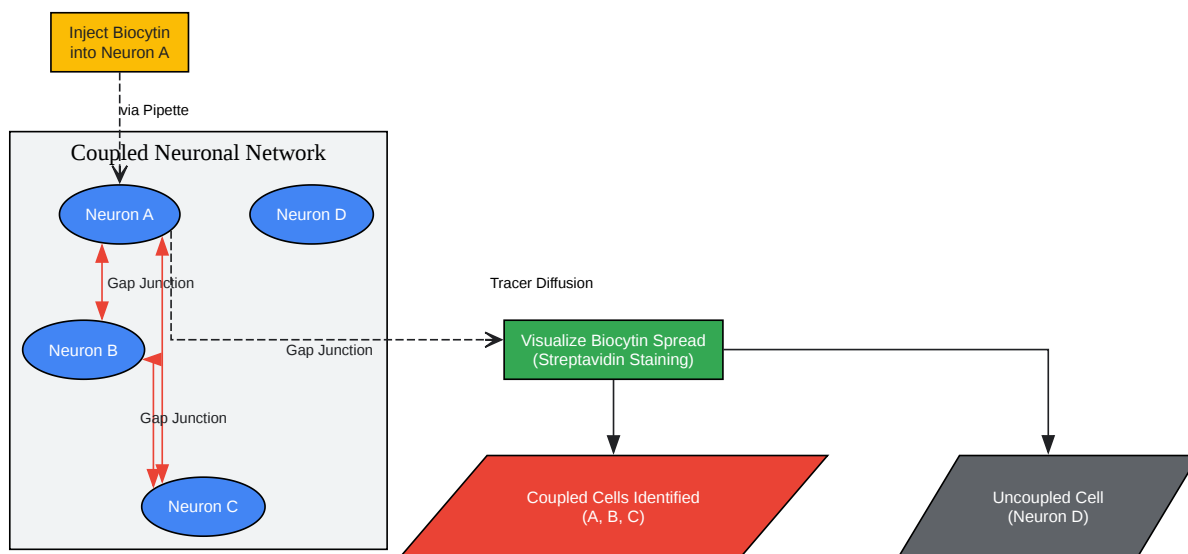 Inject Biocytin
into Neuron A
via Pipette
Coupled Neuronal Network
Neuron A
Neuron D
Gap Junction
Tracer Diffusion
Neuron B
Gap Junction
Visualize Biocytin Spread
(Streptavidin Staining)
Gap Junction
Neuron C
Coupled Cells Identified
(A, B, C)
Uncoupled Cell
(Neuron D)